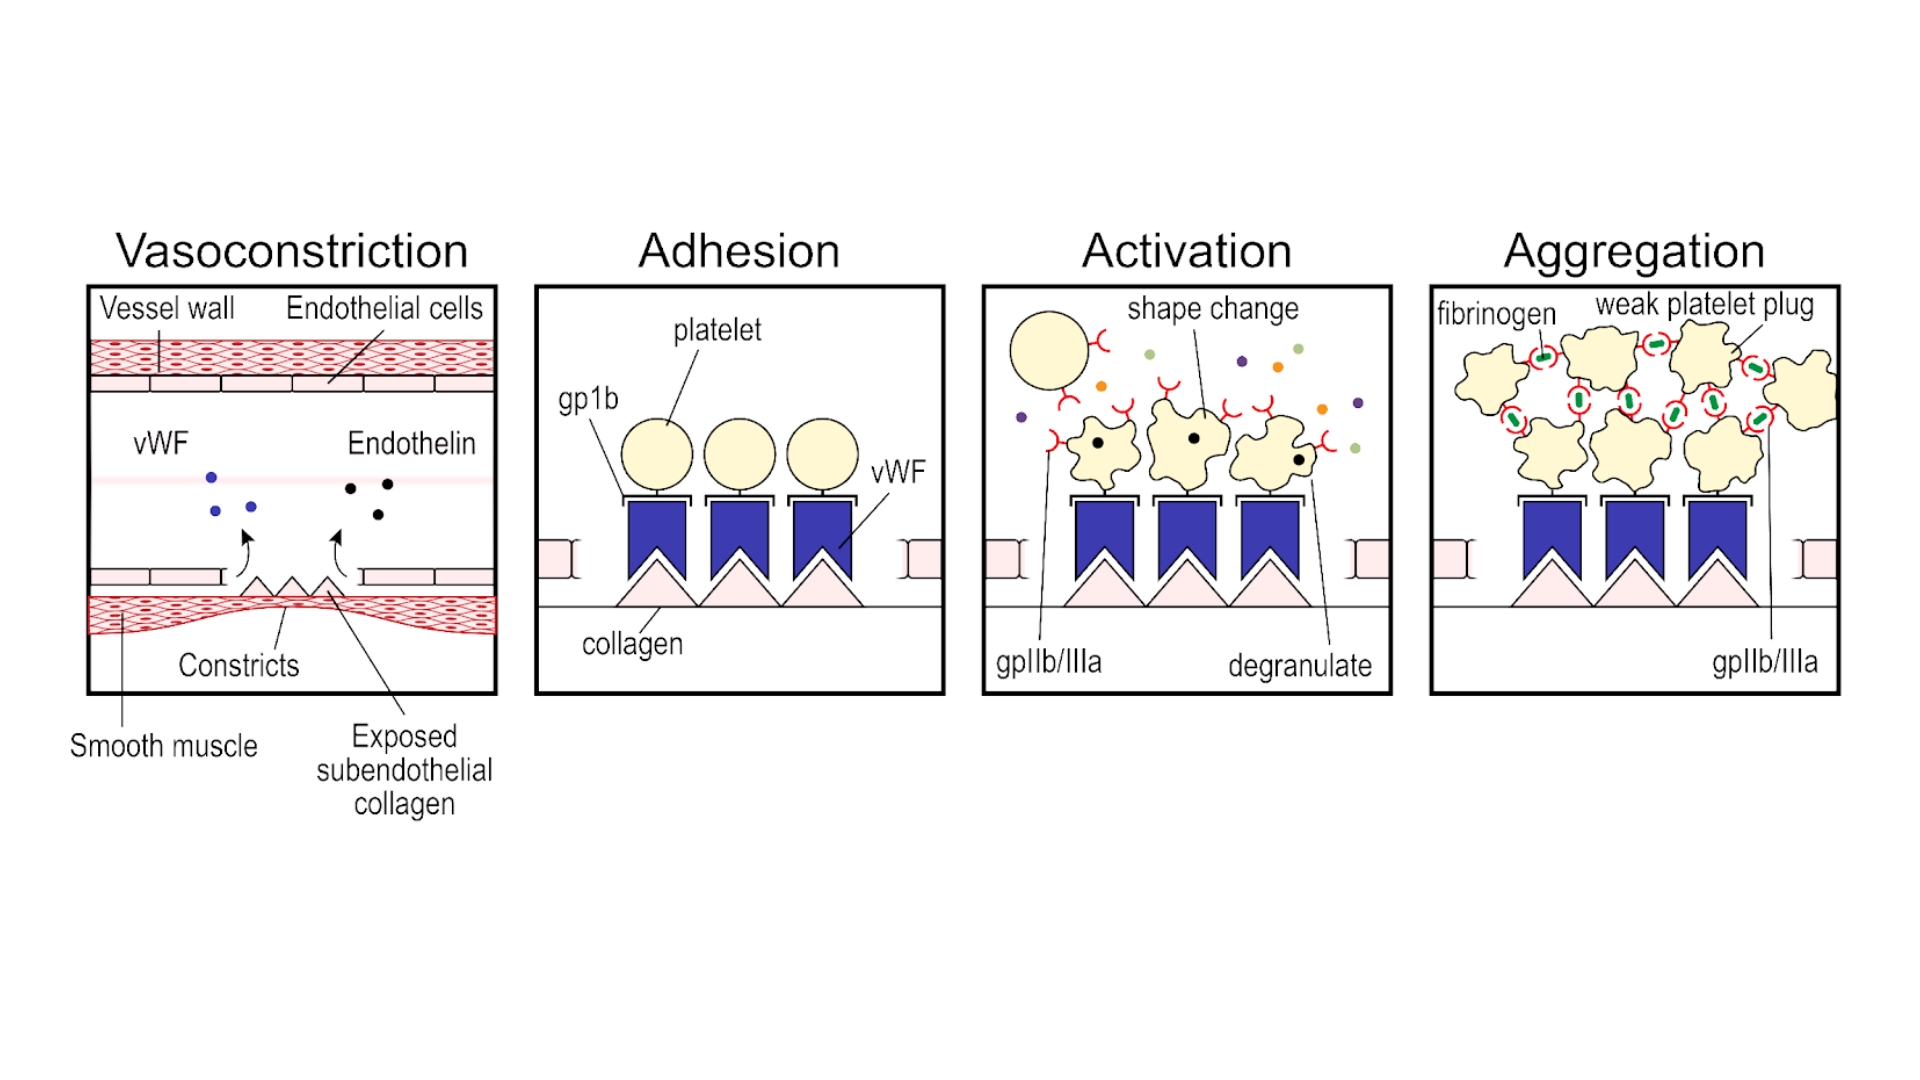 Vasoconstriction
Vessel wall
Endothelial cells
vWF
Endothelin
Constricts
Smooth muscle
Exposed
subendothelial
collagen
Adhesion
platelet
gp1b
vWF
collagen
Activation
shape change
gpIIb/IIIa
degranulate
Aggregation
fibrinogen
weak platelet plug
gpIIb/IIIa